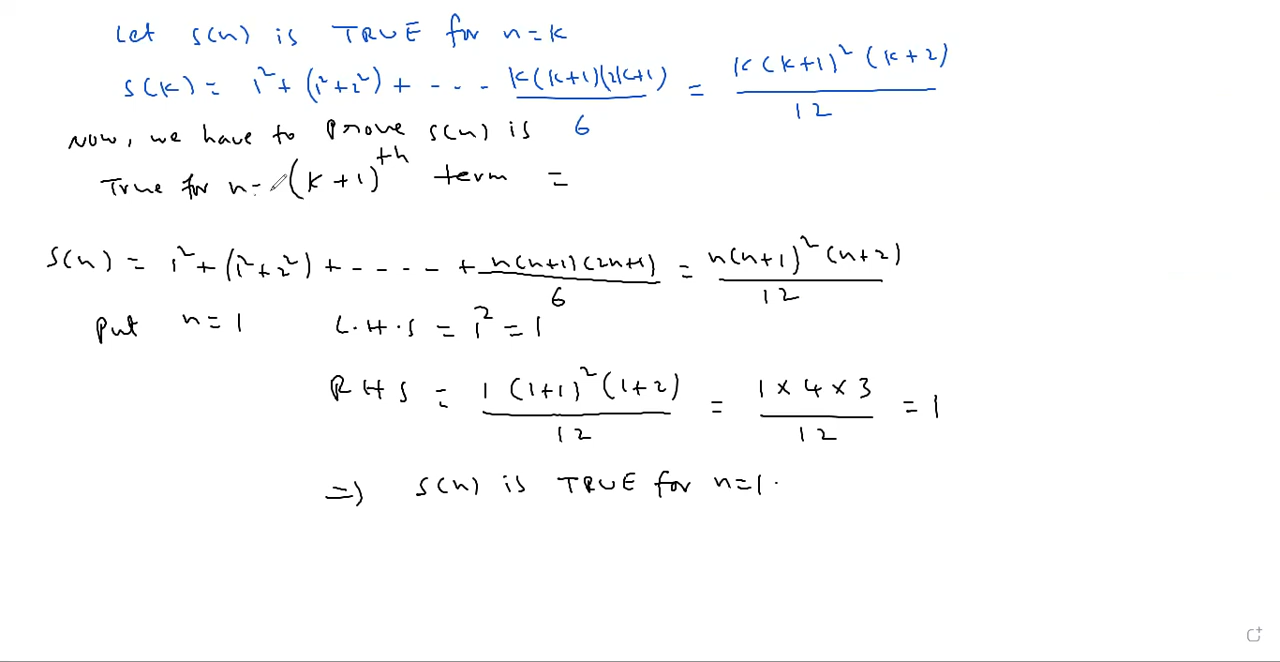 Let S(n) is TRUE for n=k
S(k) = 1²+ (1²+2²) + - - - k(k+1)(2k+1)/6 = k(k+1)²(k+2)/12
Now, we have to Prove S(n) is
True for n= (k+1)th term =
S(n) = 1²+(1²+2²) + - - - - + n(n+1)(2n+1)/6 = n(n+1)²(n+2)/12
Put n=1 L.H.S = 1² = 1
RHS = 1(1+1)²(1+2)/12 = 1×4×3/12 = 1
=) S(n) is TRUE for n=1.